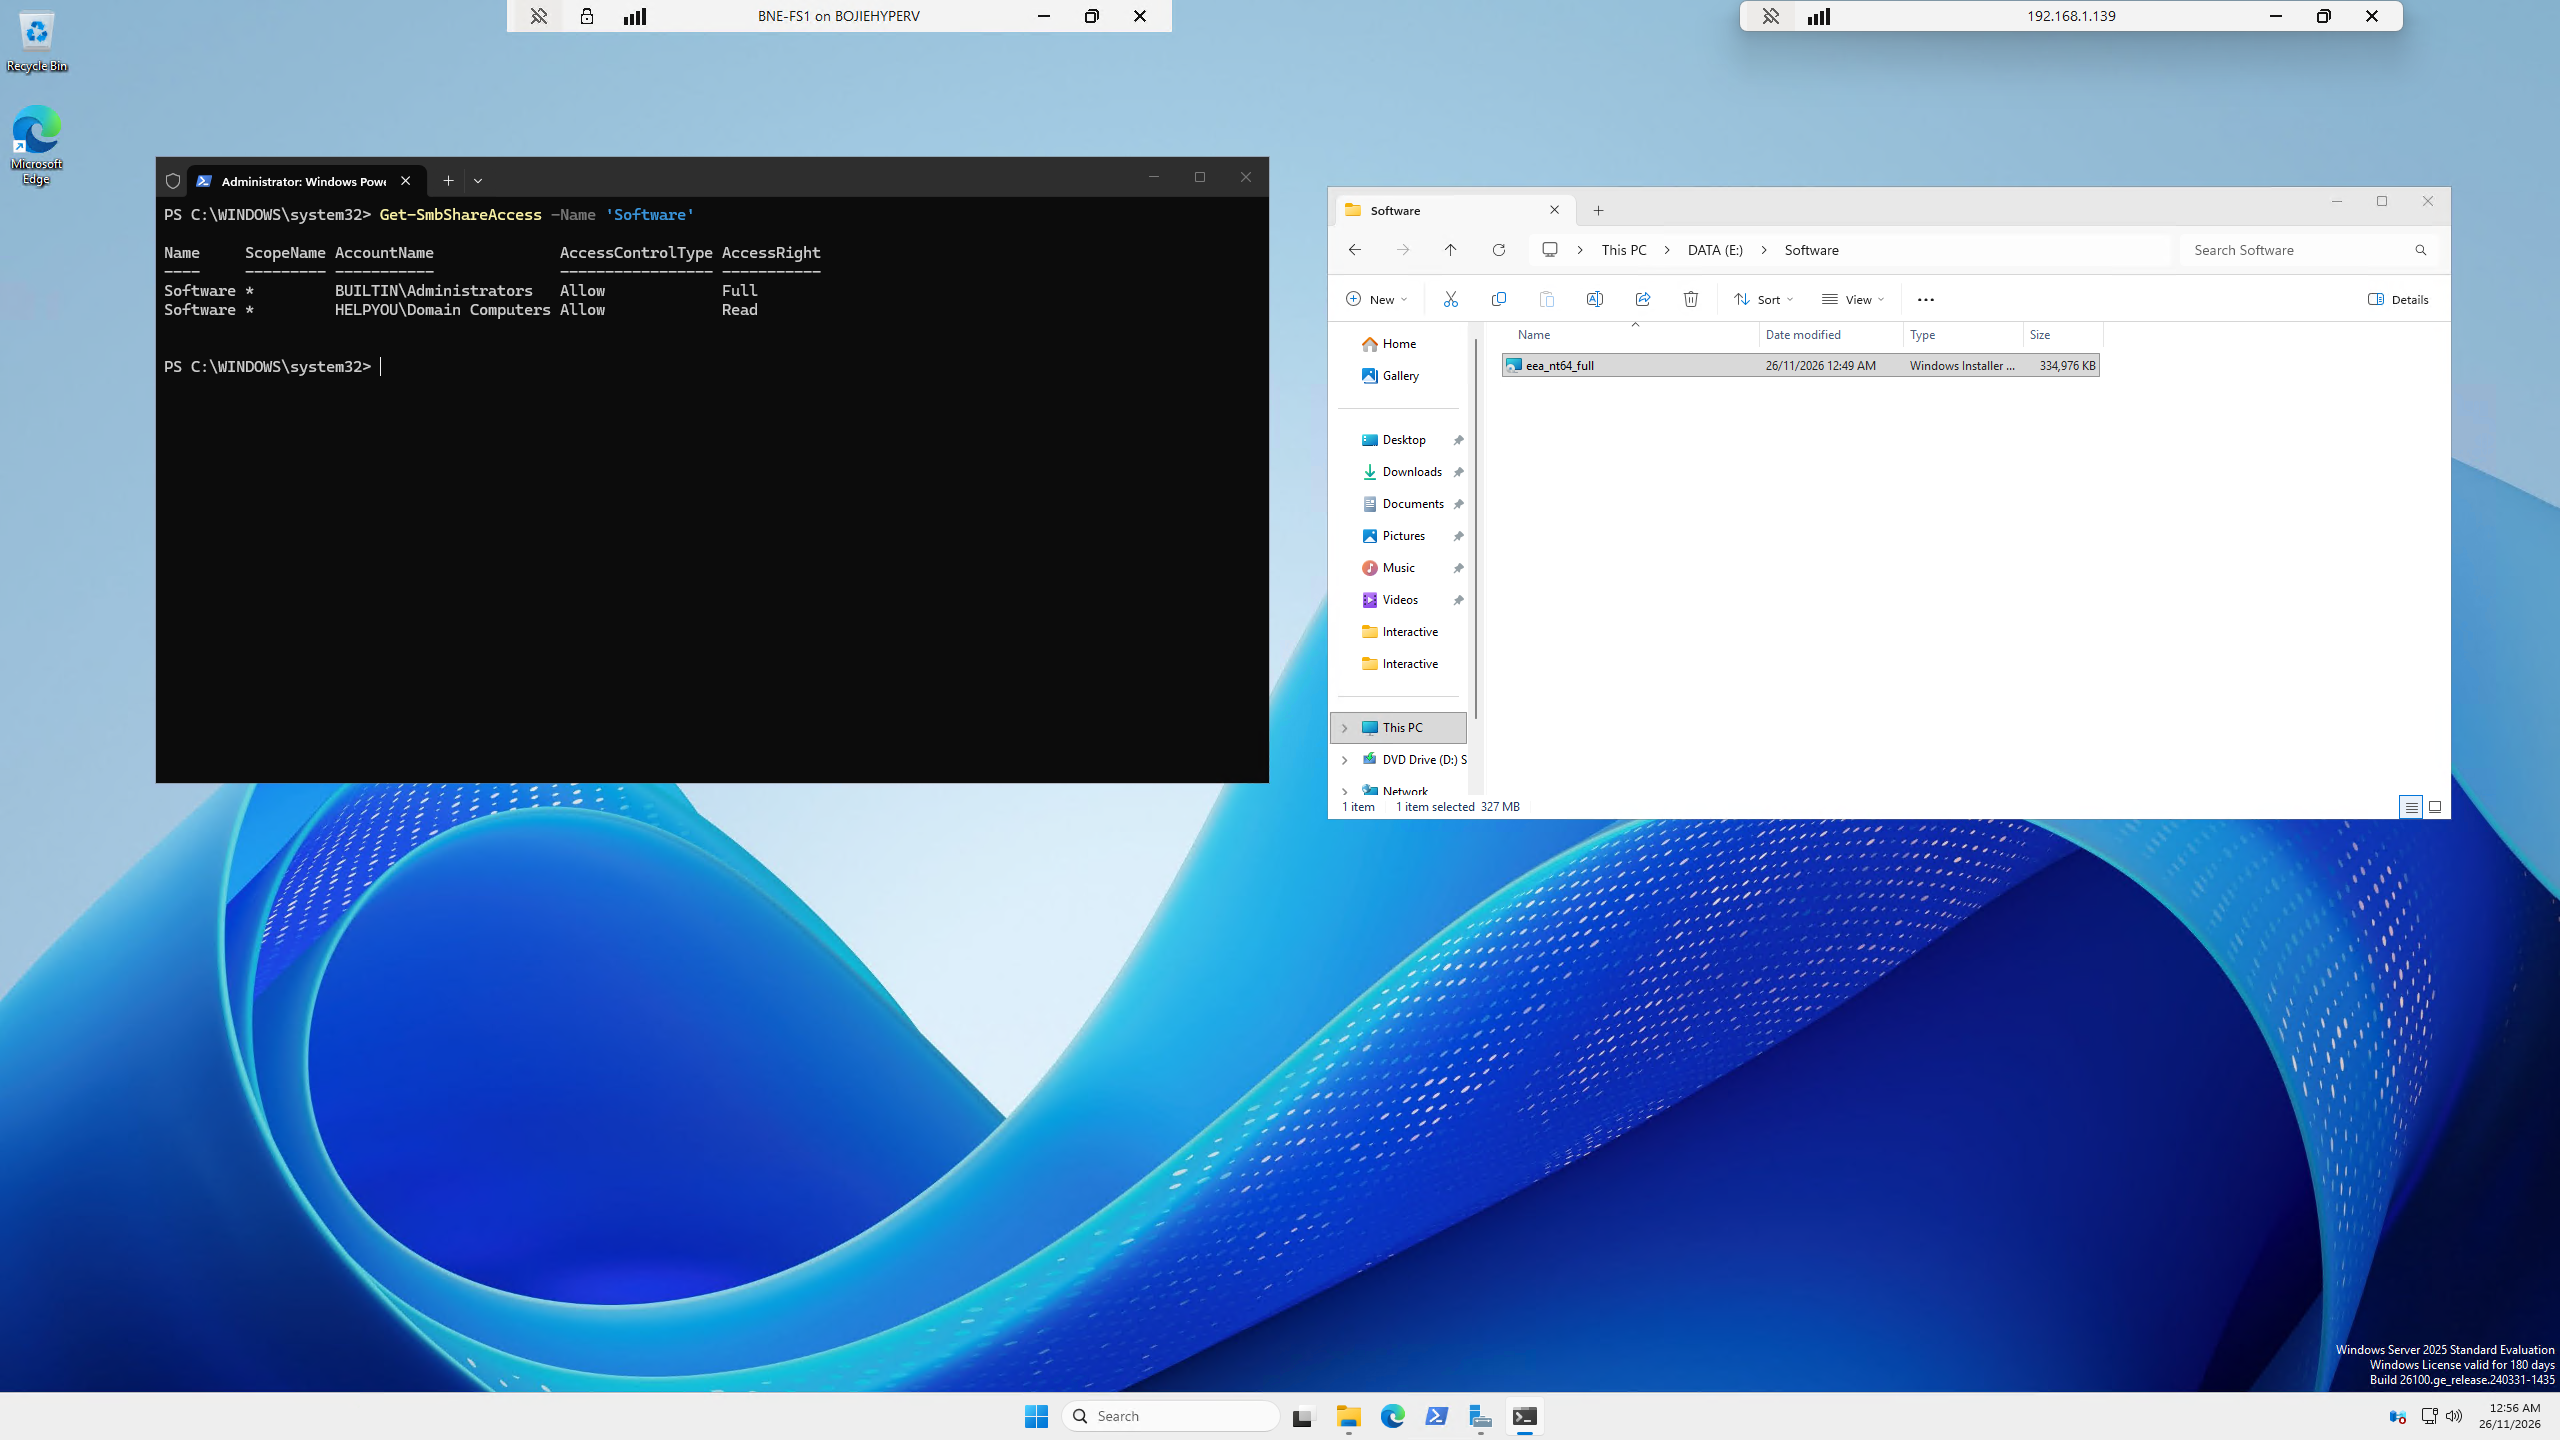 BNE-FS1 on BOJIEHYPERV
192.168.1.139
Recycle Bin
Microsoft
Edge
Administrator: Windows Powe
PS C:\WINDOWS\system32> Get-SmbShareAccess -Name 'Software'
Name ScopeName AccountName AccessControlType AccessRight
---- --------- ----------- ----------------- -----------
Software * BUILTIN\Administrators Allow Full
Software * HELPYOU\Domain Computers Allow Read
PS C:\WINDOWS\system32>
Software
This PC > DATA (E:) > Software
Search Software
New
Sort
View
Details
Name Date modified Type Size
eea_nt64_full 26/11/2026 12:49 AM Windows Installer ... 334,976 KB
Home
Gallery
Desktop
Downloads
Documents
Pictures
Music
Videos
Interactive
Interactive
This PC
DVD Drive (D:) S
Network
1 item 1 item selected 327 MB
Windows Server 2025 Standard Evaluation
Windows License valid for 180 days
Build 26100.ge_release.240331-1435
Search
12:56 AM
26/11/2026